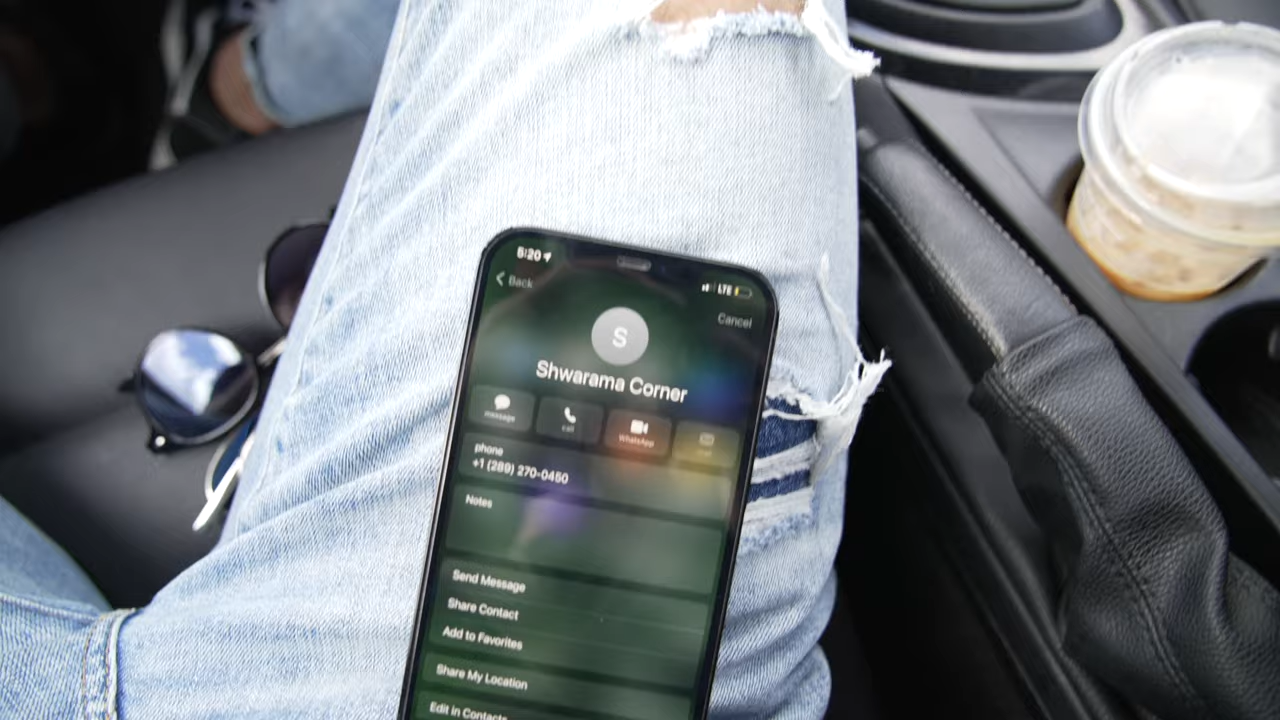 5:20
LTE
Back
Cancel
S
Shwarama Corner
message
call
WhatsApp
phone
+1 (289) 270-0450
Notes
Send Message
Share Contact
Add to Favorites
Share My Location
Edit in Contacts